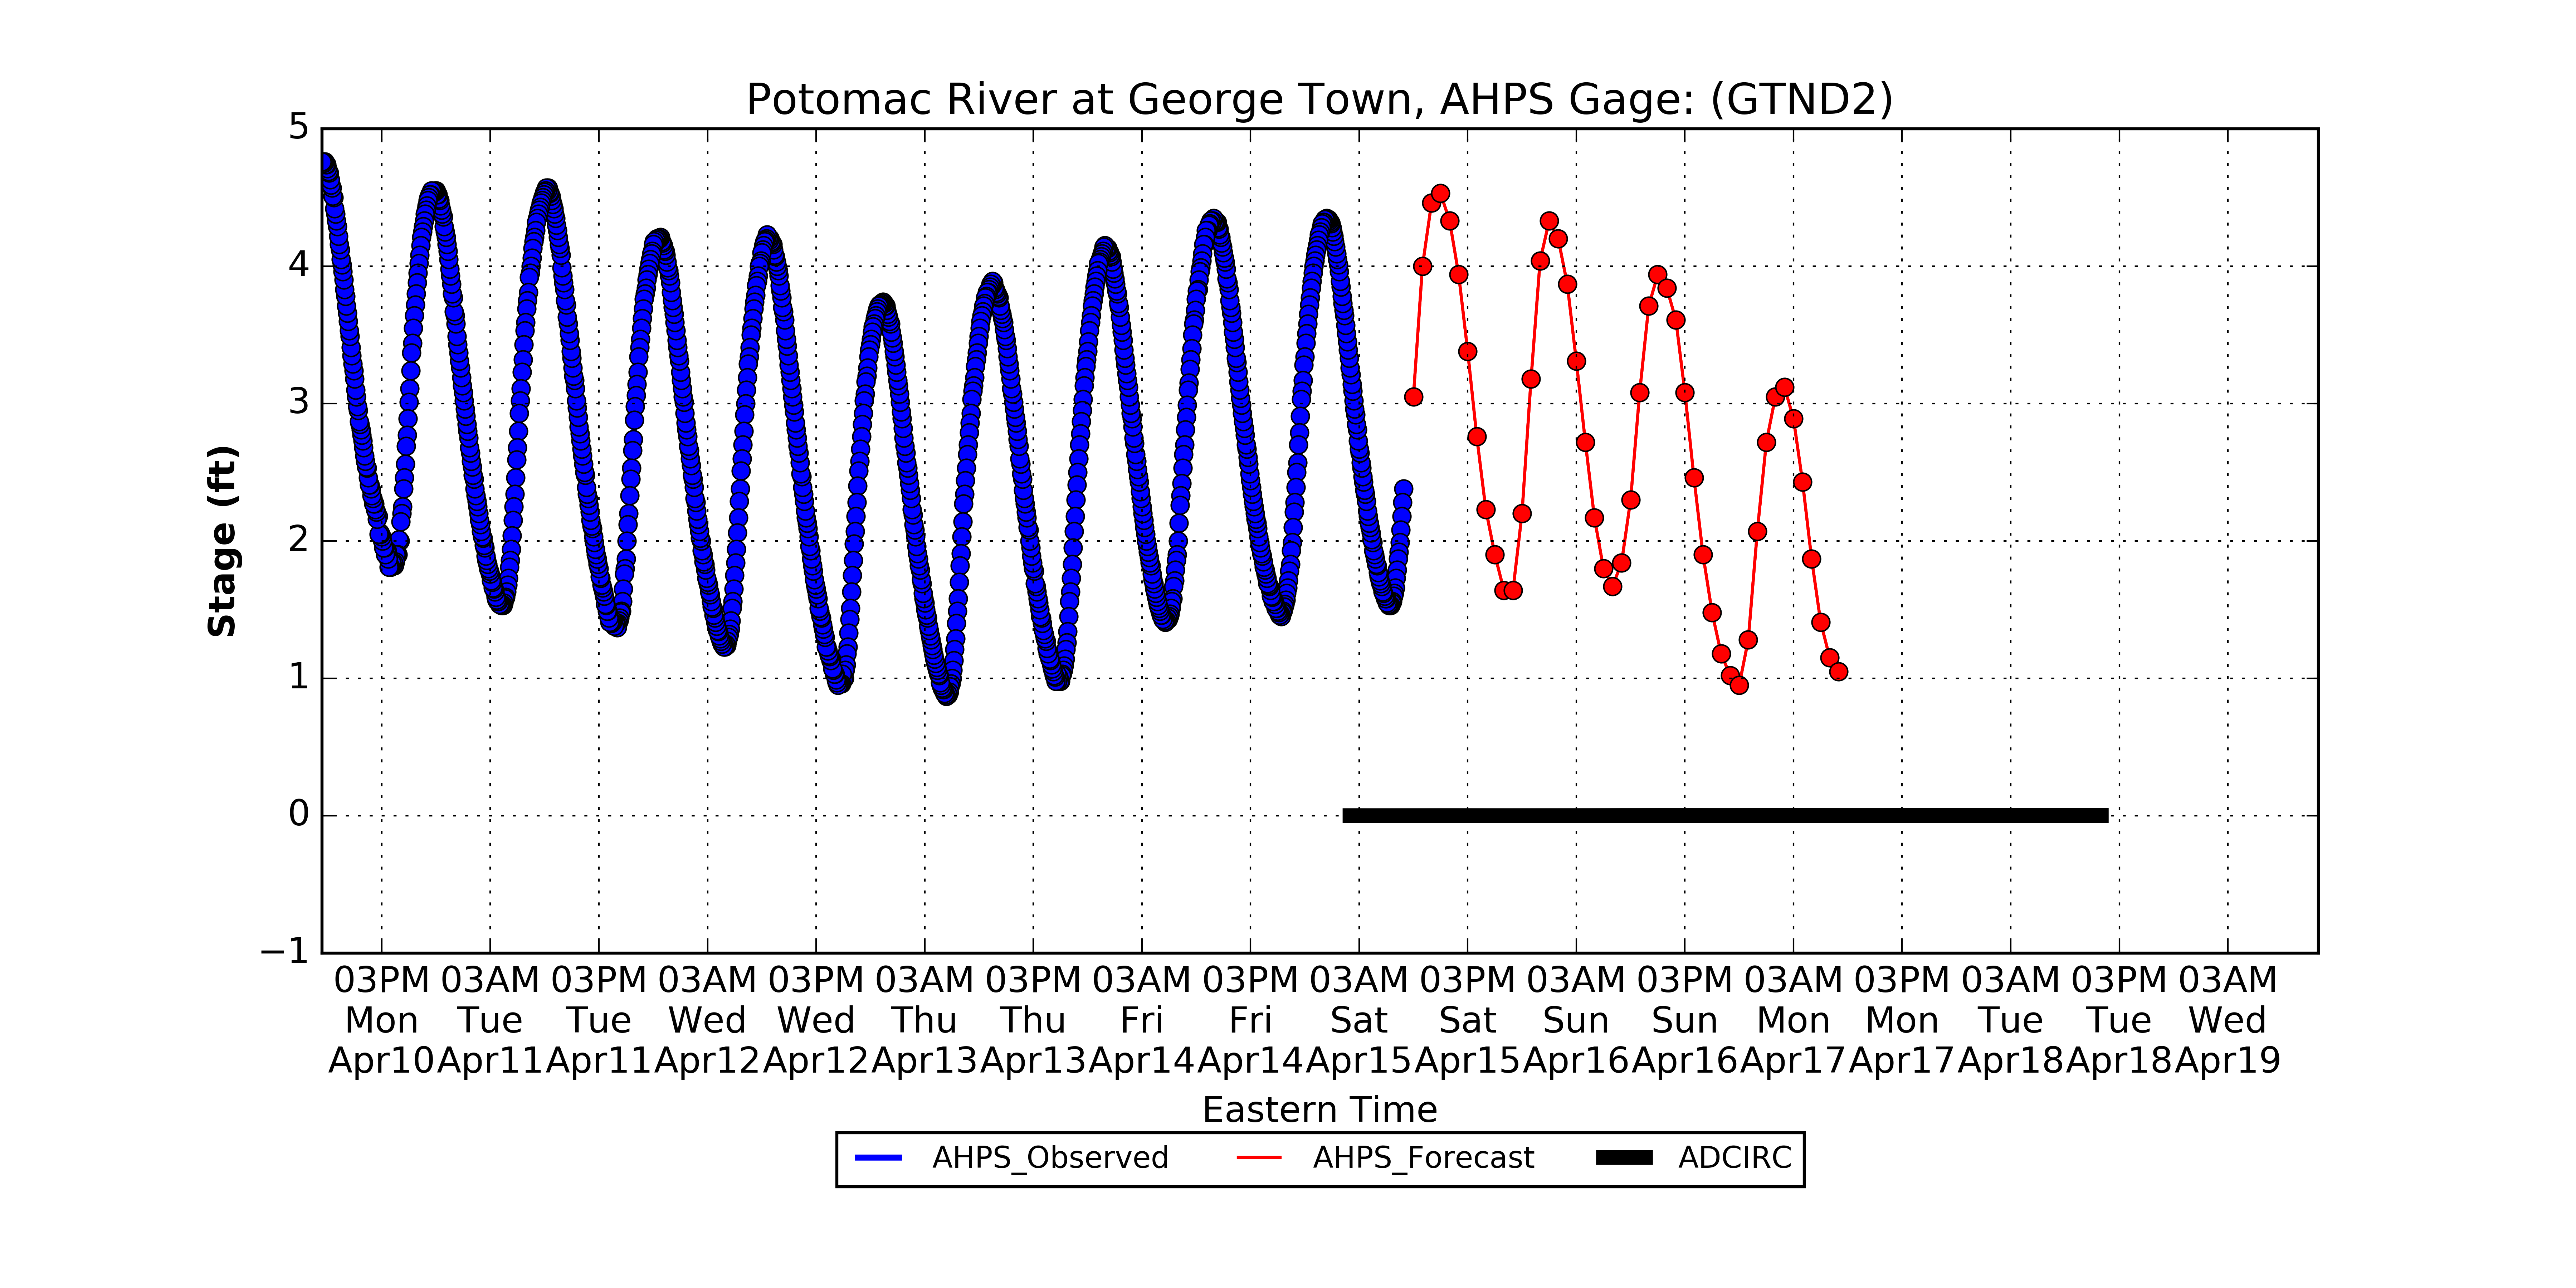 Potomac River at George Town, AHPS Gage: (GTND2)
5
4
3
2
1
0
−1
Stage (ft)
03PM 03AM 03PM 03AM 03PM 03AM 03PM 03AM 03PM 03AM 03PM 03AM 03PM 03AM 03PM 03AM 03PM 03AM
Mon Tue Tue Wed Wed Thu Thu Fri Fri Sat Sat Sun Sun Mon Mon Tue Tue Wed
Apr10 Apr11 Apr11 Apr12 Apr12 Apr13 Apr13 Apr14 Apr14 Apr15 Apr15 Apr16 Apr16 Apr17 Apr17 Apr18 Apr18 Apr19
Eastern Time
AHPS_Observed AHPS_Forecast ADCIRC